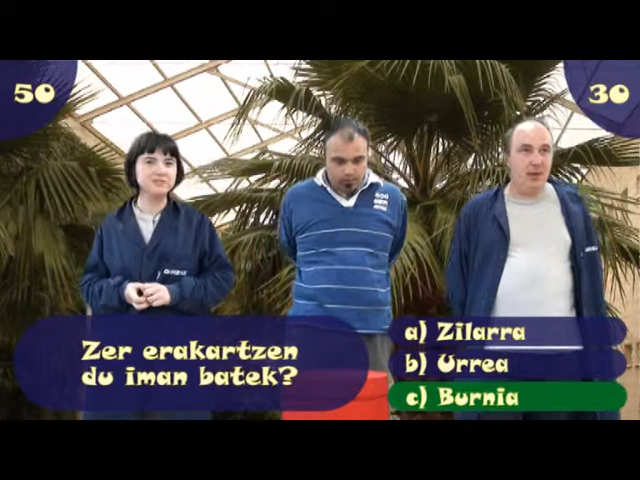 50
30
Zer erakartzen
du iman batek?
a) Zilarra
b) Urrea
c) Burnia